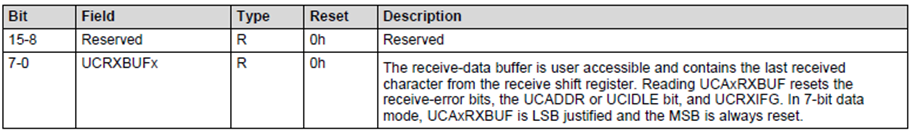 Bit Field Type Reset Description
15-8 Reserved R 0h Reserved
7-0 UCRXBUFx R 0h The receive-data buffer is user accessible and contains the last received
character from the receive shift register. Reading UCAxRXBUF resets the
receive-error bits, the UCADDR or UCIDLE bit, and UCRXIFG. In 7-bit data
mode, UCAxRXBUF is LSB justified and the MSB is always reset.